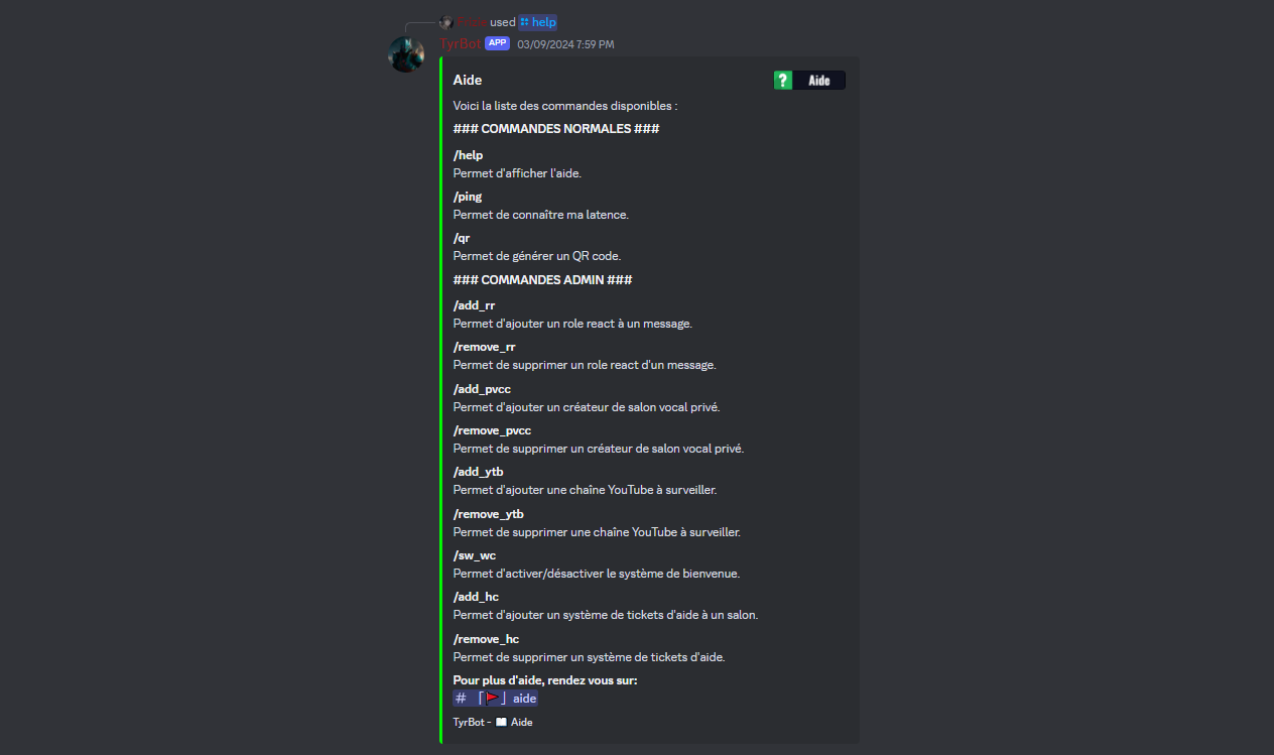 used help
TyrBot APP 03/09/2024 7:59 PM
Aide
? Aide
Voici la liste des commandes disponibles :
### COMMANDES NORMALES ###
/help
Permet d'afficher l'aide.
/ping
Permet de connaître ma latence.
/qr
Permet de générer un QR code.
### COMMANDES ADMIN ###
/add_rr
Permet d'ajouter un role react à un message.
/remove_rr
Permet de supprimer un role react d'un message.
/add_pvcc
Permet d'ajouter un créateur de salon vocal privé.
/remove_pvcc
Permet de supprimer un créateur de salon vocal privé.
/add_ytb
Permet d'ajouter une chaîne YouTube à surveiller.
/remove_ytb
Permet de supprimer une chaîne YouTube à surveiller.
/sw_wc
Permet d'activer/désactiver le système de bienvenue.
/add_hc
Permet d'ajouter un système de tickets d'aide à un salon.
/remove_hc
Permet de supprimer un système de tickets d'aide.
Pour plus d'aide, rendez vous sur:
# ⌈🚩⌋ aide
TyrBot - 📖 Aide